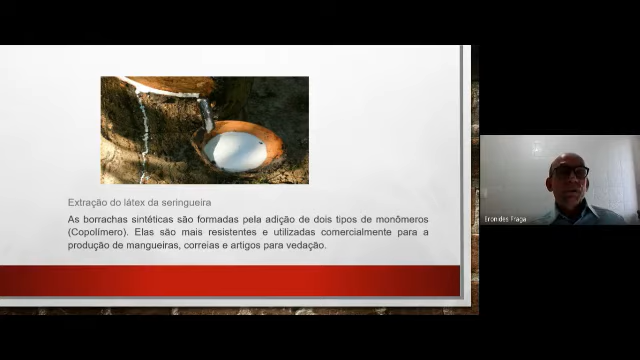 Extração do látex da seringueira
As borrachas sintéticas são formadas pela adição de dois tipos de monômeros
(Copolímero). Elas são mais resistentes e utilizadas comercialmente para a
produção de mangueiras, correias e artigos para vedação.
Eronides Fraga